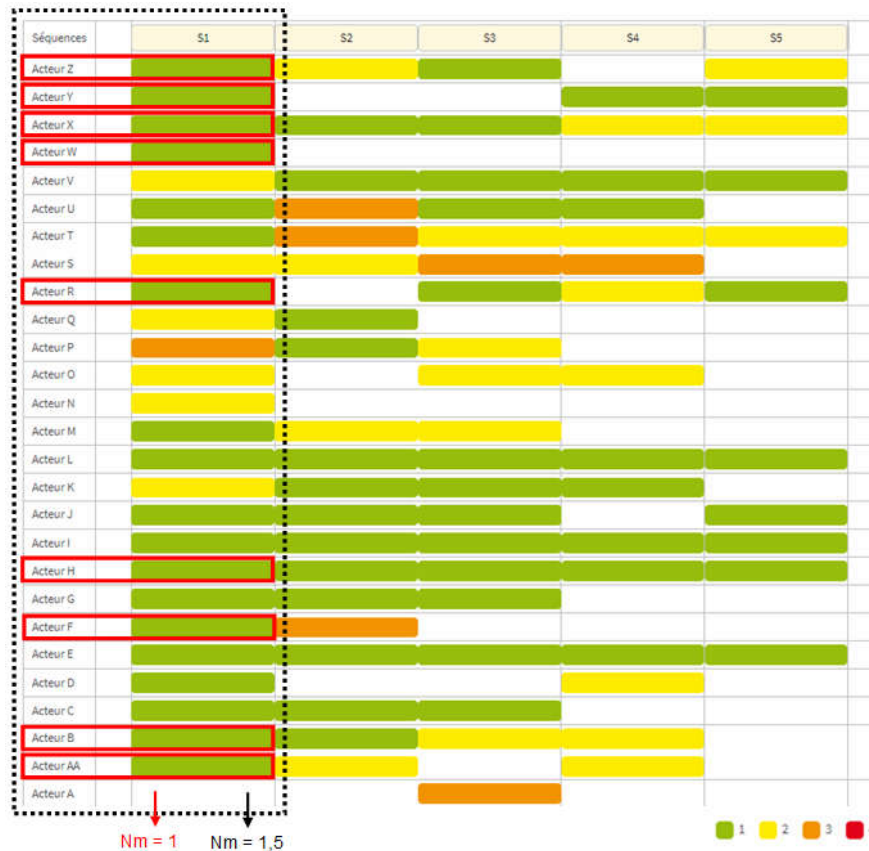 Séquences S1 S2 S3 S4 S5
Acteur Z
Acteur Y
Acteur X
Acteur W
Acteur V
Acteur U
Acteur T
Acteur S
Acteur R
Acteur Q
Acteur P
Acteur O
Acteur N
Acteur M
Acteur L
Acteur K
Acteur J
Acteur I
Acteur H
Acteur G
Acteur F
Acteur E
Acteur D
Acteur C
Acteur B
Acteur AA
Acteur A
1 2 3
Nm = 1 Nm = 1,5